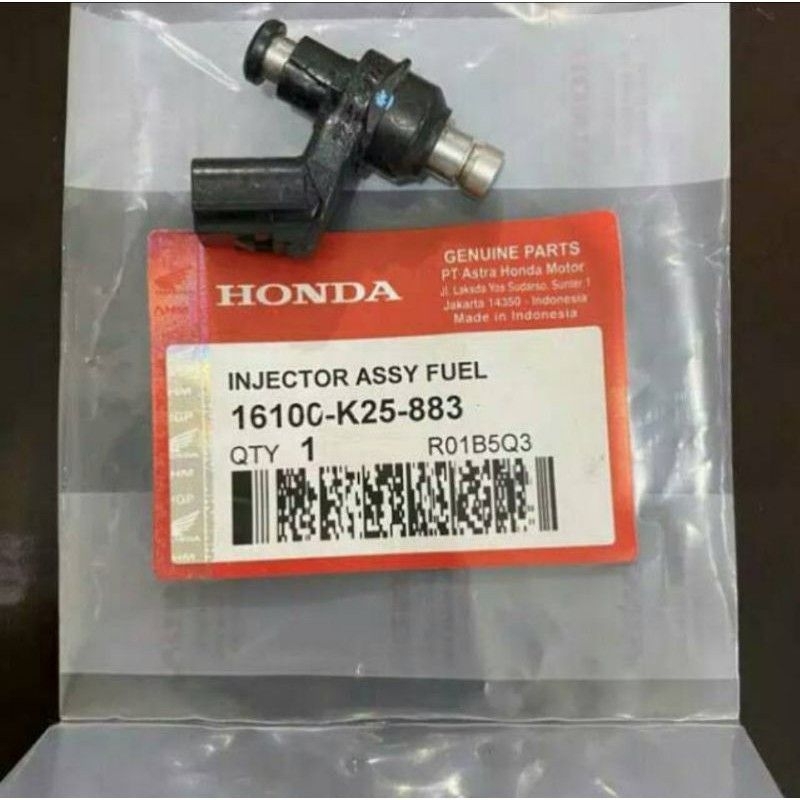 GENUINE PARTS
PT Astra Honda Motor
Jl. Laksda Yos Sudarso, Sunter 1
Jakarta 14350 - Indonesia
Made in Indonesia
HONDA
INJECTOR ASSY FUEL
16100-K25-883
QTY 1 R01B5Q3